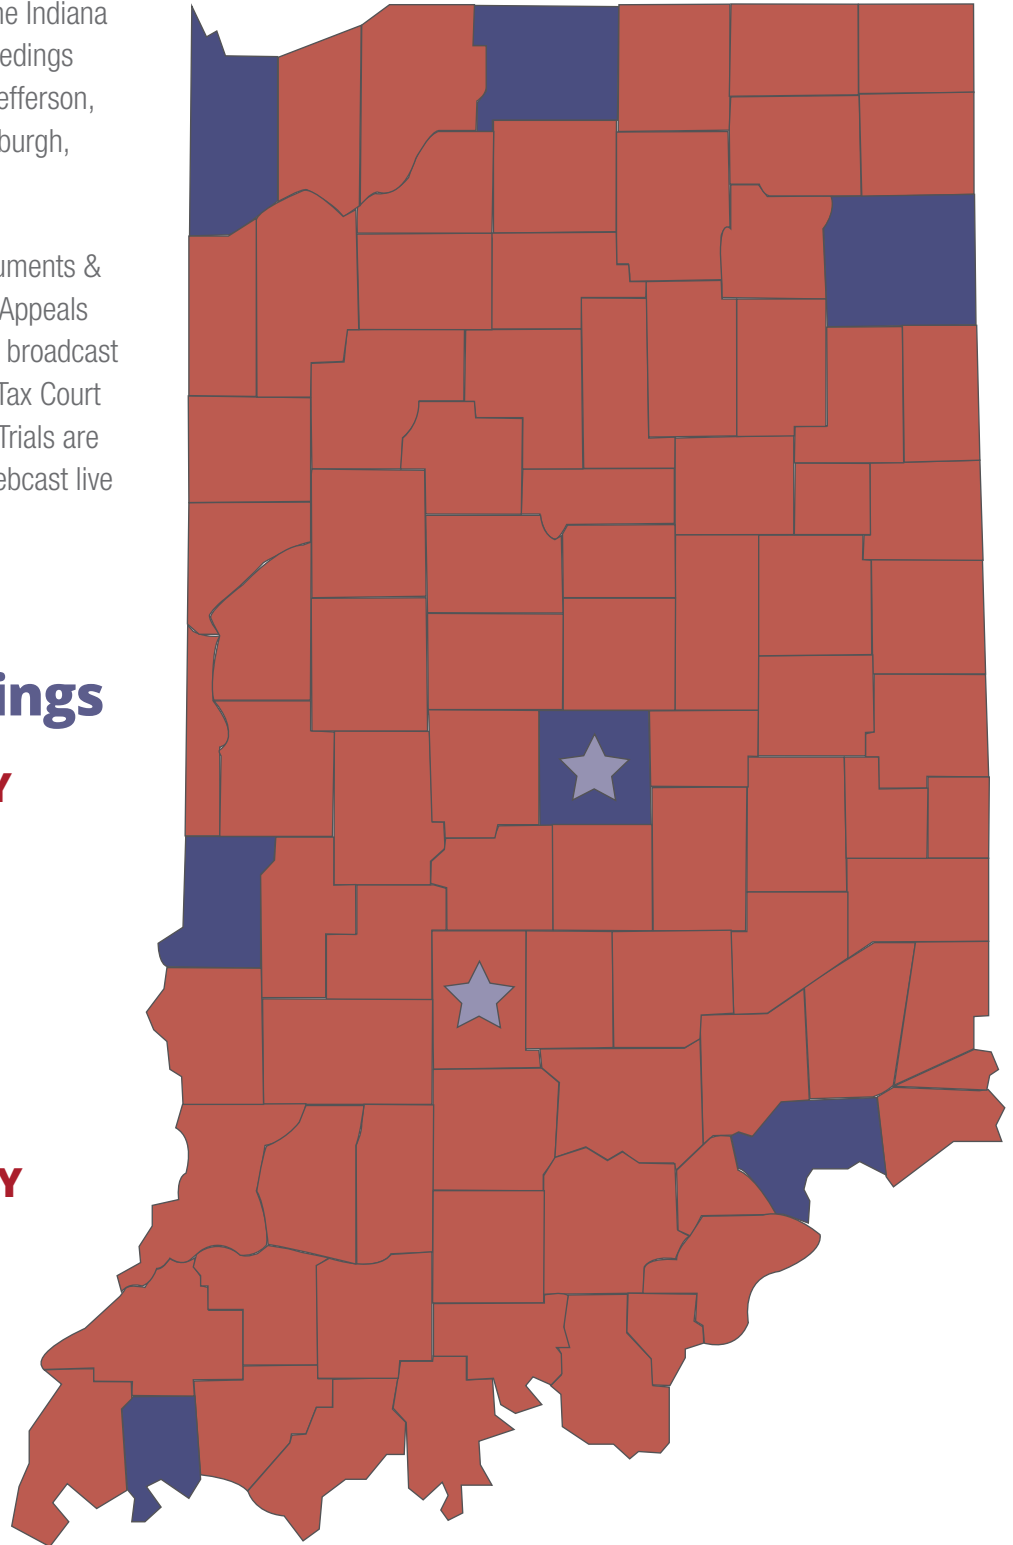 ne Indiana
edings
efferson,
burgh,
uments &
Appeals
broadcast
Tax Court
Trials are
ebcast live
ings
Y
Y